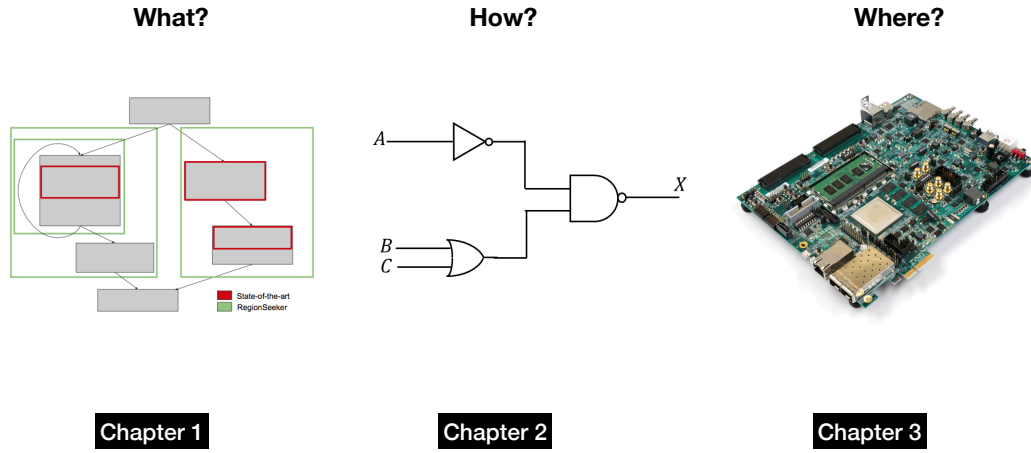 What?
How?
Where?
A
B
C
X
State-of-the-art
RegionSeeker
Chapter 1
Chapter 2
Chapter 3